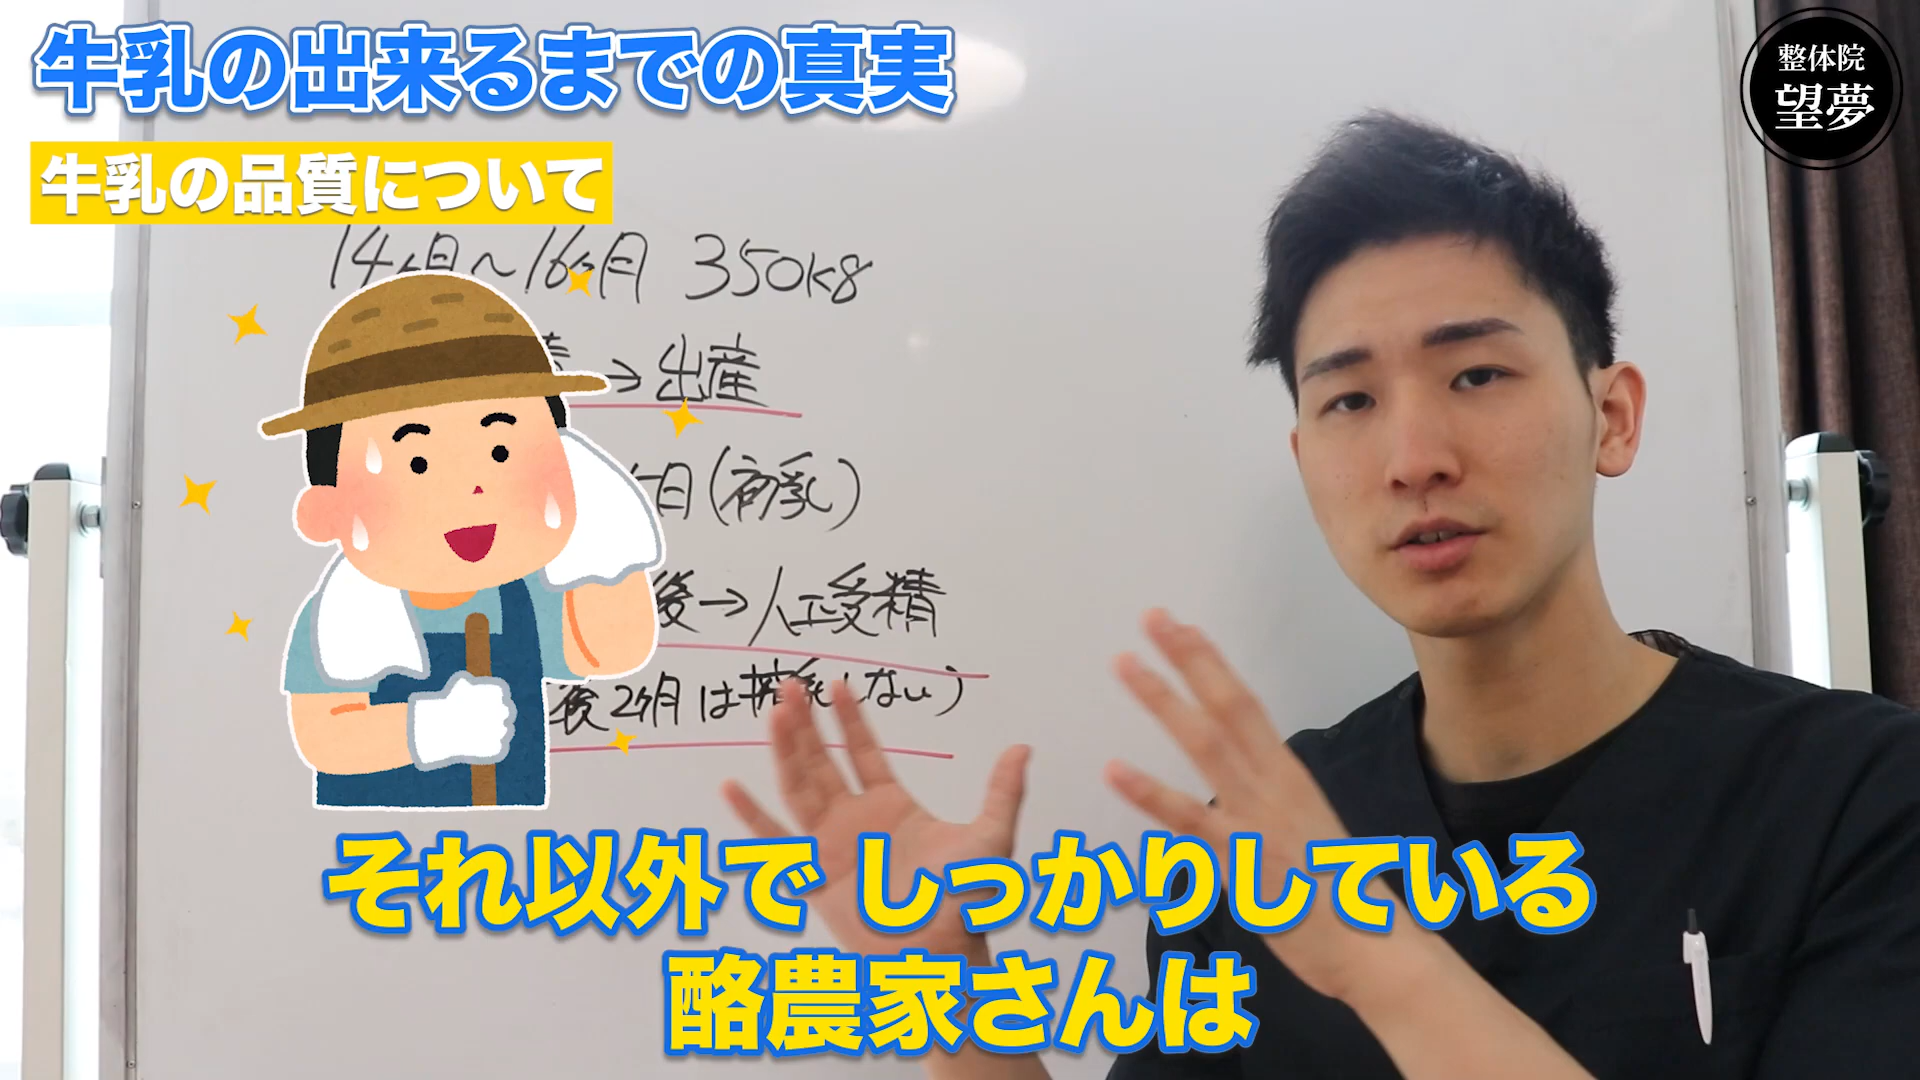 牛乳の出来るまでの真実
整体院
望夢
牛乳の品質について
14ヶ月〜16ヶ月 350kg
→出産
日(初乳)
後→人工受精
後2ヶ月は搾乳しない)
それ以外で しっかりしている
酪農家さんは